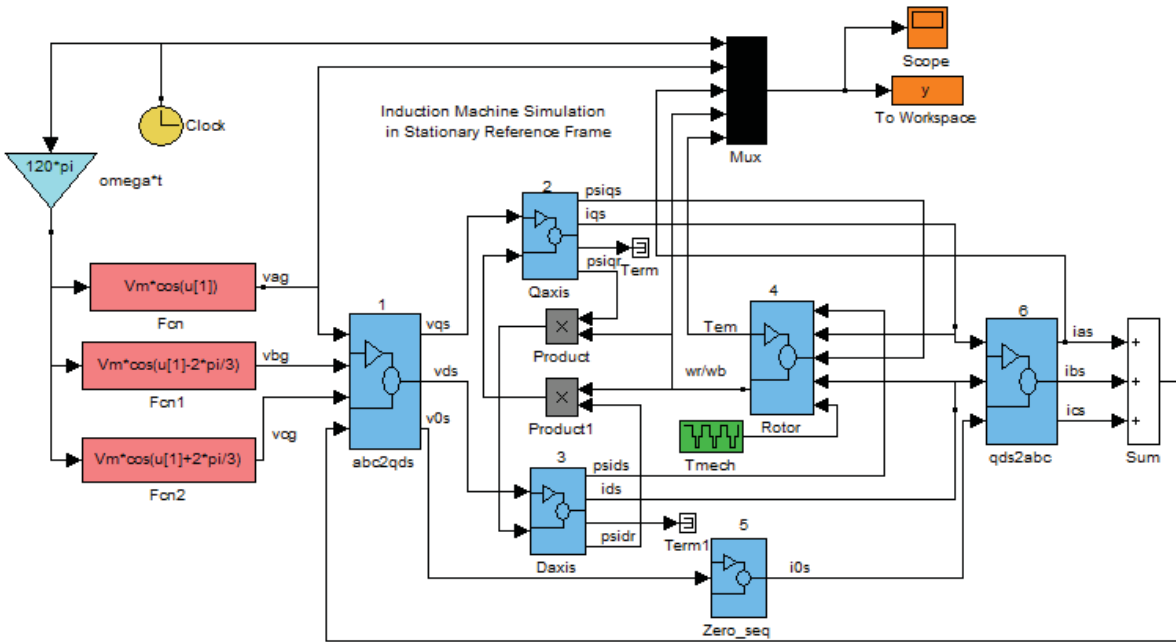 Scope
y
To Workspace
Mux
Clock
Induction Machine Simulation
in Stationary Reference Frame
120*pi
omega*t
2
psiqs
iqs
psiqr
Term
Qaxis
Vm*cos(u[1])
vag
Fcn
1
vqs
vds
v0s
abc2qds
Vm*cos(u[1]-2*pi/3)
vbg
Fcn1
vcg
Vm*cos(u[1]+2*pi/3)
Fcn2
×
Product
×
Product1
4
Tem
wr/wb
Rotor
Tmech
6
ias
ibs
ics
qds2abc
+
+
+
Sum
3
psids
ids
psidr
Term1
Daxis
5
i0s
Zero_seq